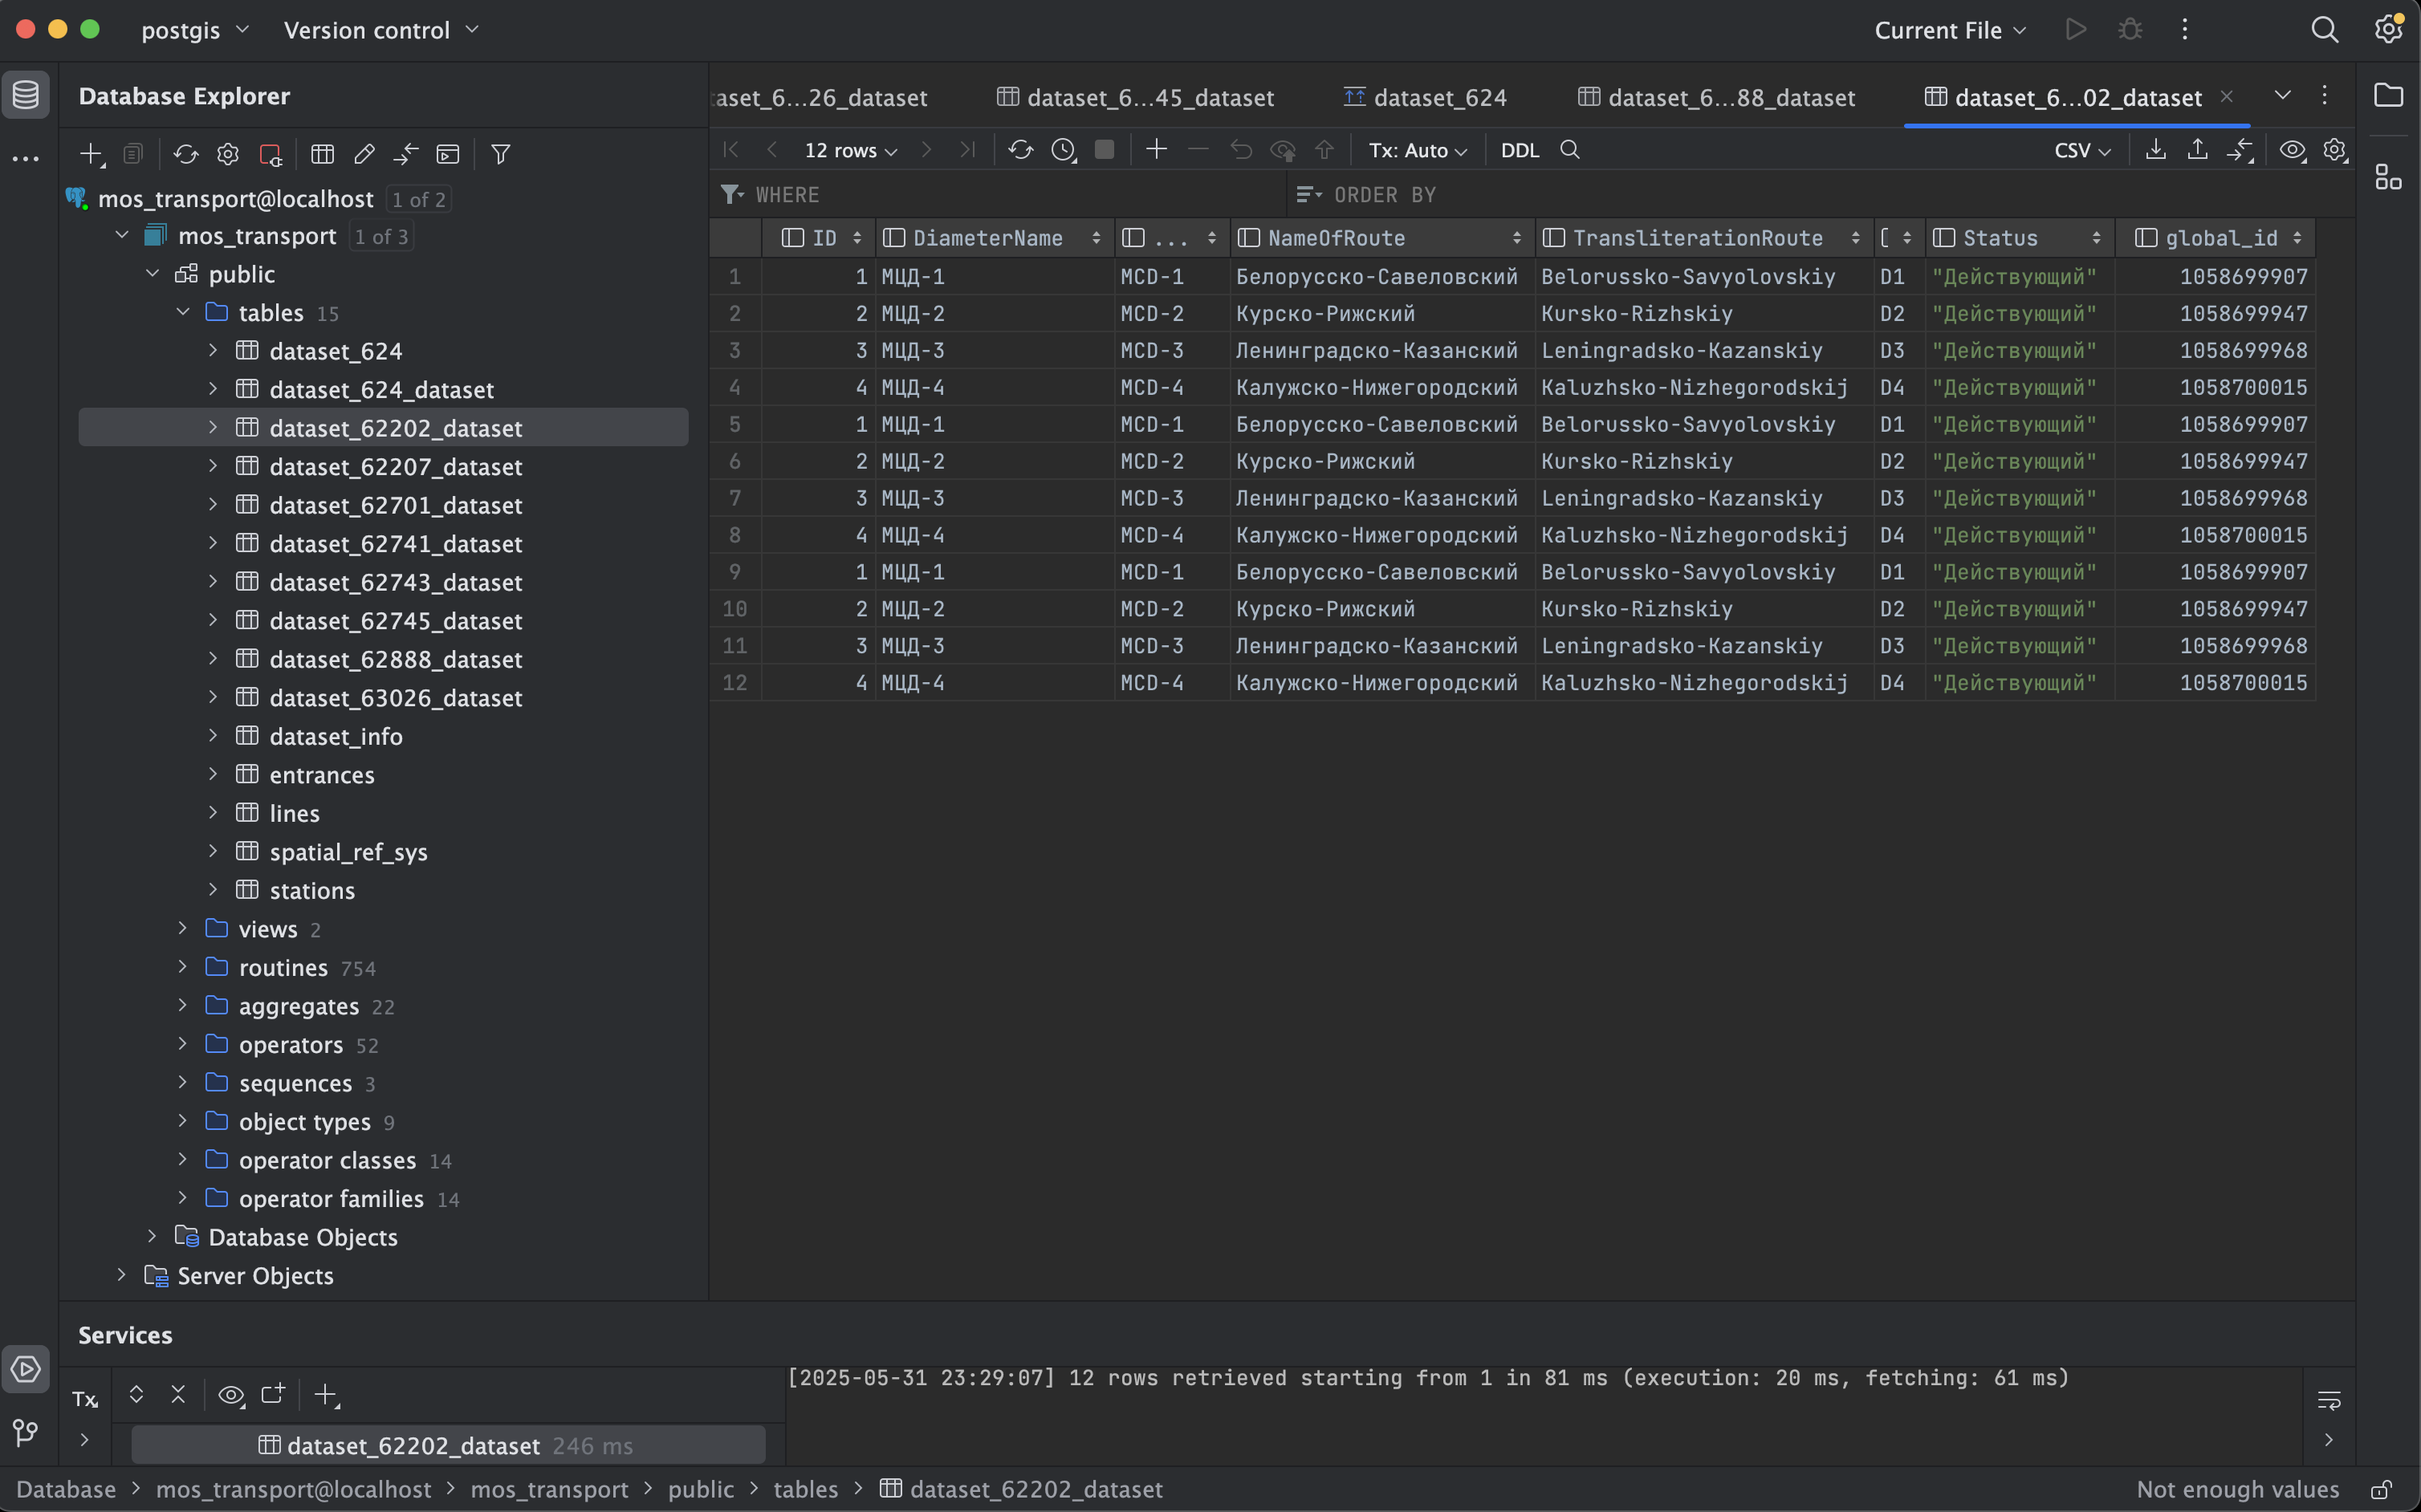 postgis Version control Current File
Database Explorer
taset_6...26_dataset dataset_6...45_dataset dataset_624 dataset_6...88_dataset dataset_6...02_dataset
12 rows Tx: Auto DDL CSV
WHERE ORDER BY
mos_transport@localhost 1 of 2
mos_transport 1 of 3
public
tables 15
dataset_624
dataset_624_dataset
dataset_62202_dataset
dataset_62207_dataset
dataset_62701_dataset
dataset_62741_dataset
dataset_62743_dataset
dataset_62745_dataset
dataset_62888_dataset
dataset_63026_dataset
dataset_info
entrances
lines
spatial_ref_sys
stations
views 2
routines 754
aggregates 22
operators 52
sequences 3
object types 9
operator classes 14
operator families 14
Database Objects
Server Objects
ID DiameterName ... NameOfRoute TransliterationRoute Status global_id
1 1 МЦД-1 MCD-1 Белорусско-Савеловский Belorussko-Savyolovskiy D1 "Действующий" 1058699907
2 2 МЦД-2 MCD-2 Курско-Рижский Kursko-Rizhskiy D2 "Действующий" 1058699947
3 3 МЦД-3 MCD-3 Ленинградско-Казанский Leningradsko-Kazanskiy D3 "Действующий" 1058699968
4 4 МЦД-4 MCD-4 Калужско-Нижегородский Kaluzhsko-Nizhegorodskij D4 "Действующий" 1058700015
5 1 МЦД-1 MCD-1 Белорусско-Савеловский Belorussko-Savyolovskiy D1 "Действующий" 1058699907
6 2 МЦД-2 MCD-2 Курско-Рижский Kursko-Rizhskiy D2 "Действующий" 1058699947
7 3 МЦД-3 MCD-3 Ленинградско-Казанский Leningradsko-Kazanskiy D3 "Действующий" 1058699968
8 4 МЦД-4 MCD-4 Калужско-Нижегородский Kaluzhsko-Nizhegorodskij D4 "Действующий" 1058700015
9 1 МЦД-1 MCD-1 Белорусско-Савеловский Belorussko-Savyolovskiy D1 "Действующий" 1058699907
10 2 МЦД-2 MCD-2 Курско-Рижский Kursko-Rizhskiy D2 "Действующий" 1058699947
11 3 МЦД-3 MCD-3 Ленинградско-Казанский Leningradsko-Kazanskiy D3 "Действующий" 1058699968
12 4 МЦД-4 MCD-4 Калужско-Нижегородский Kaluzhsko-Nizhegorodskij D4 "Действующий" 1058700015
Services
Tx
dataset_62202_dataset 246 ms
[2025-05-31 23:29:07] 12 rows retrieved starting from 1 in 81 ms (execution: 20 ms, fetching: 61 ms)
Database > mos_transport@localhost > mos_transport > public > tables > dataset_62202_dataset Not enough values